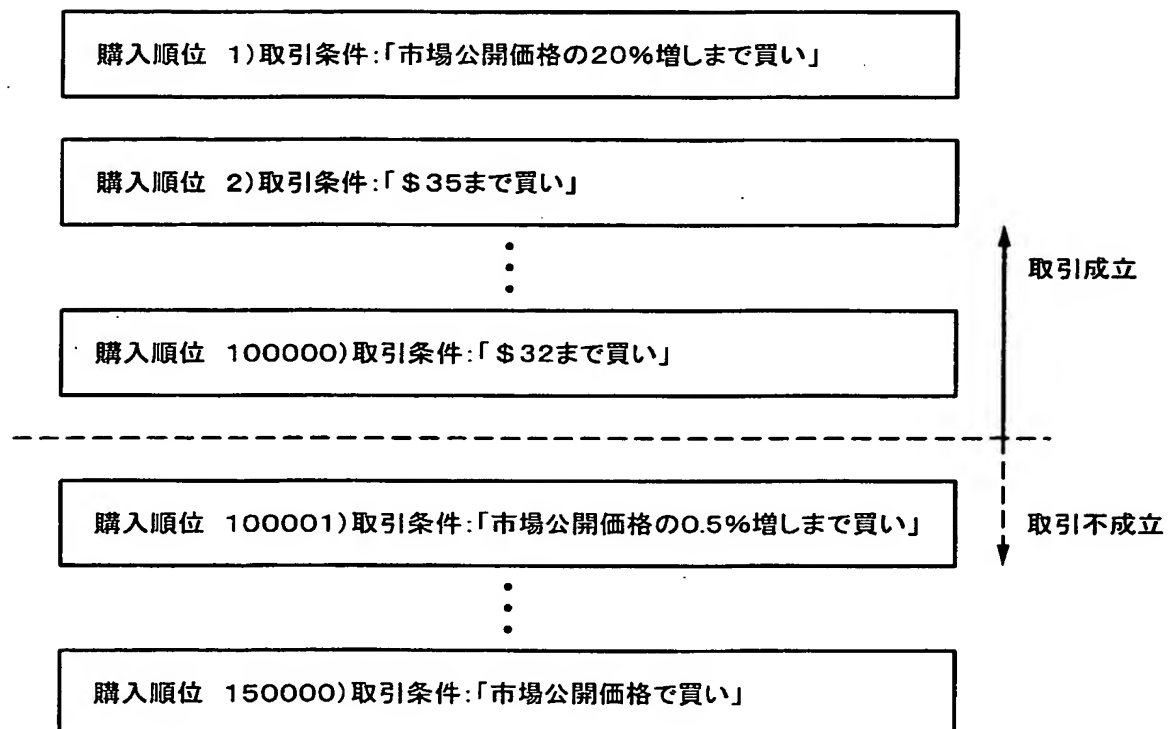 購入順位 1)取引条件:「市場公開価格の20%増しまで買い」
購入順位 2)取引条件:「$35まで買い」
取引成立
購入順位 100000)取引条件:「$32まで買い」
購入順位 100001)取引条件:「市場公開価格の0.5%増しまで買い」
取引不成立
購入順位 150000)取引条件:「市場公開価格で買い」